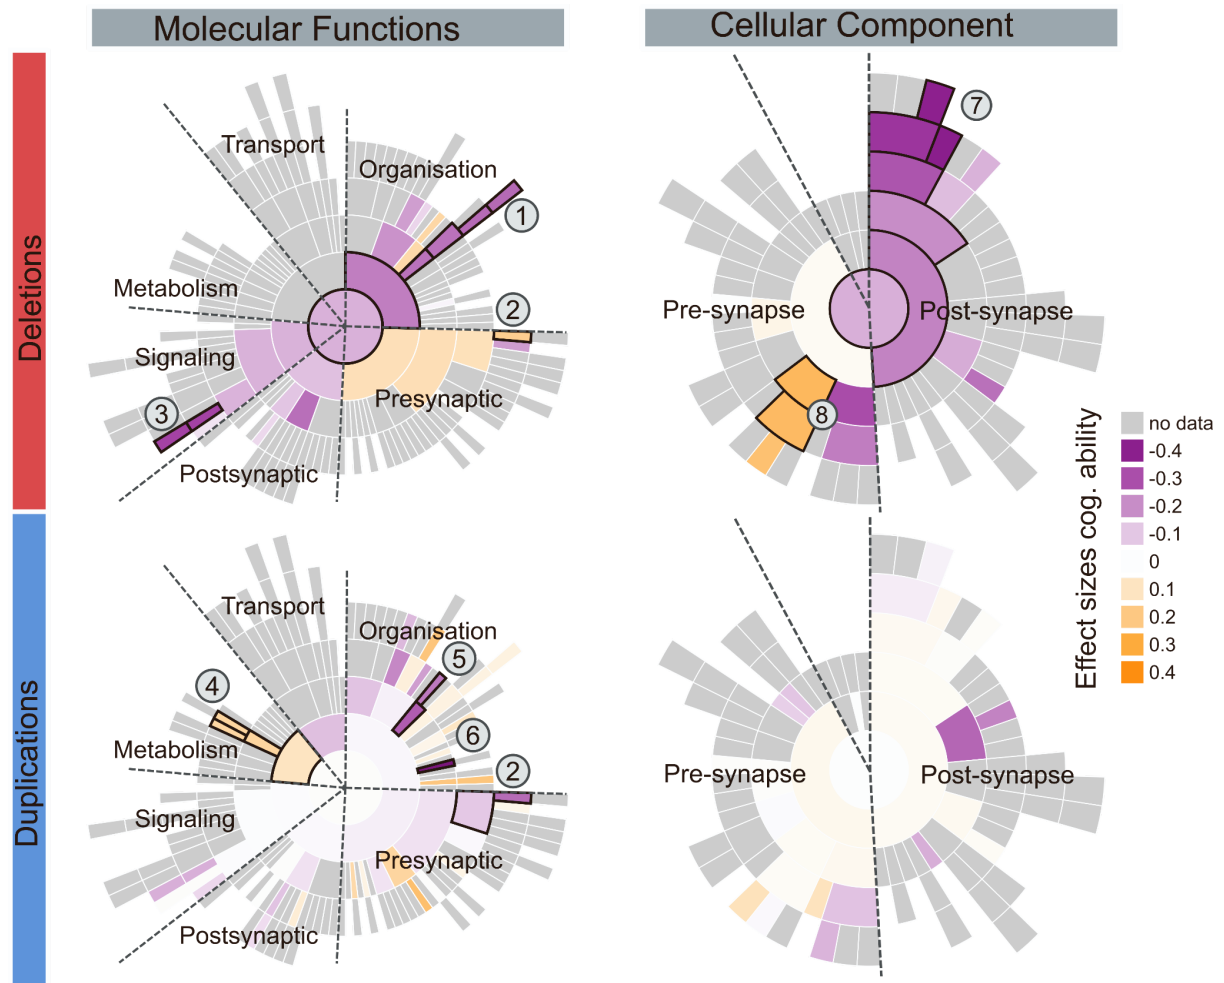 Molecular Functions
Cellular Component
Deletions
Transport
Organisation
1
Metabolism
2
Signaling
Presynaptic
3
Postsynaptic
7
Pre-synapse
Post-synapse
8
Effect sizes cog. ability
no data
-0.4
-0.3
-0.2
-0.1
0
0.1
0.2
0.3
0.4
Duplications
Transport
Organisation
5
4
6
Metabolism
2
Signaling
Presynaptic
Postsynaptic
Pre-synapse
Post-synapse